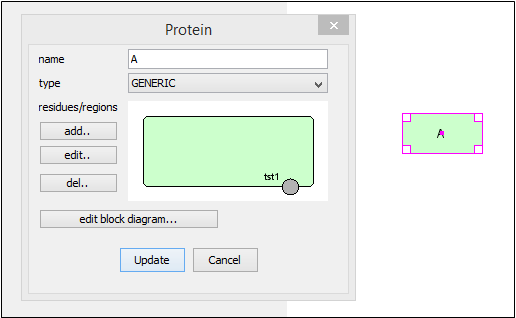 Protein
name
A
type
GENERIC
residues/regions
add..
edit..
del..
tst1
edit block diagram...
Update
Cancel
A